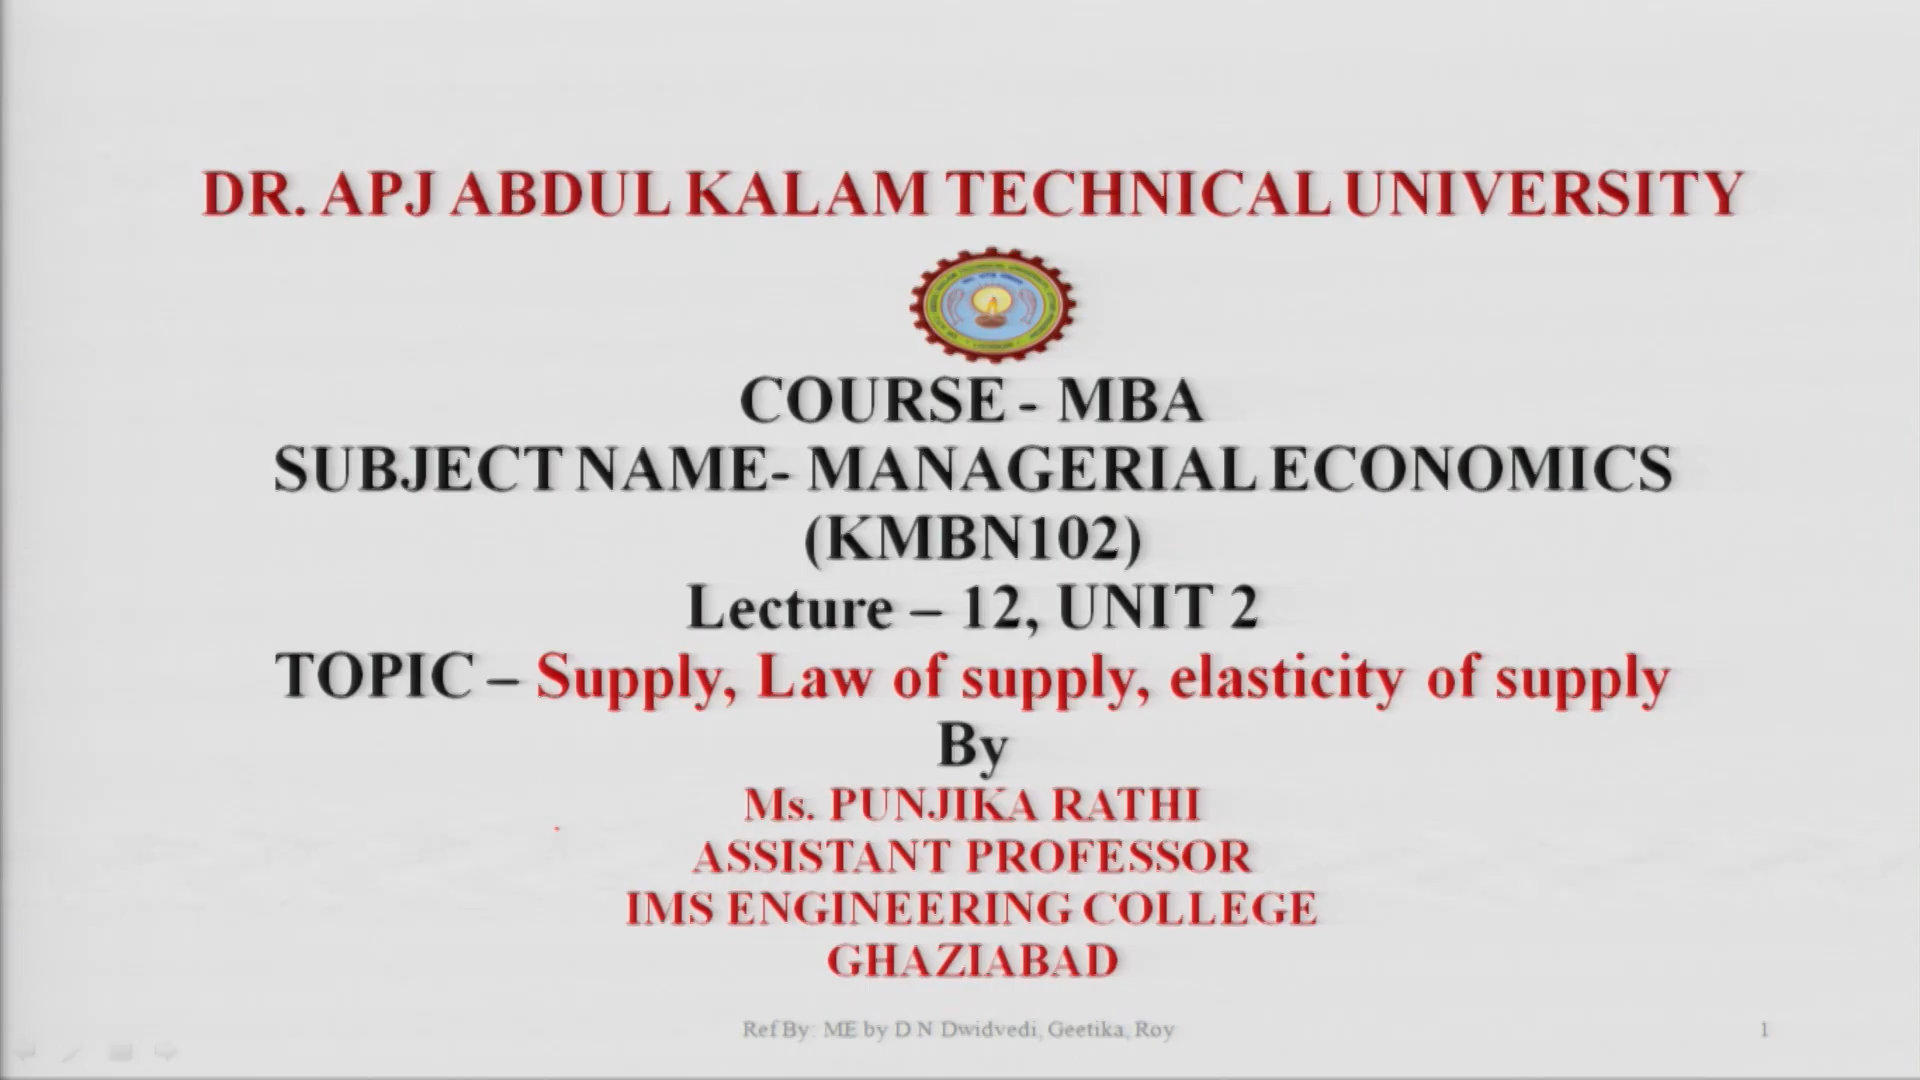 DR. APJ ABDUL KALAM TECHNICAL UNIVERSITY
COURSE - MBA
SUBJECT NAME- MANAGERIAL ECONOMICS
(KMBN102)
Lecture – 12, UNIT 2
TOPIC – Supply, Law of supply, elasticity of supply
By
Ms. PUNJIKA RATHI
ASSISTANT PROFESSOR
IMS ENGINEERING COLLEGE
GHAZIABAD
Ref By: ME by D N Dwidvedi, Geetika, Roy
1